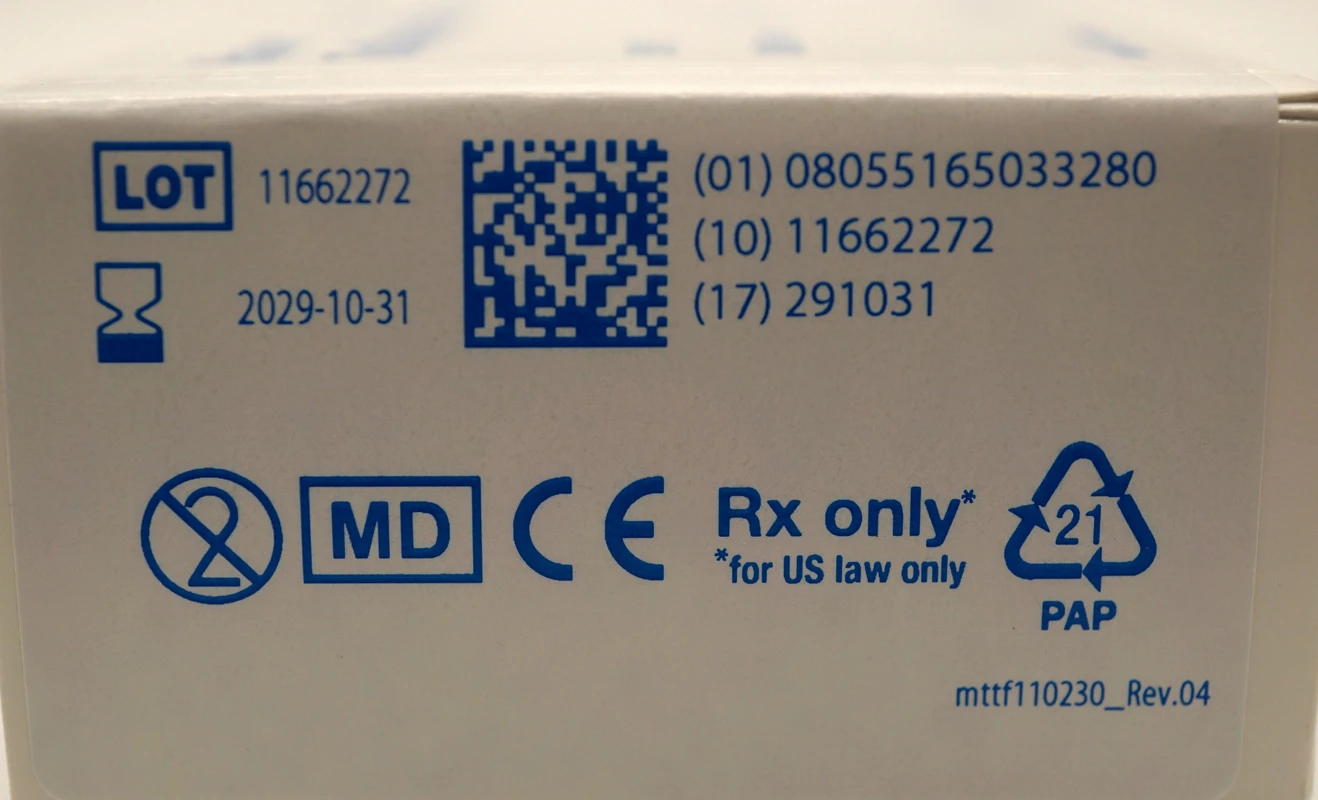 LOT 11662272
2029-10-31
(01) 08055165033280
(10) 11662272
(17) 291031
2
MD
CE
Rx only*
*for US law only
21
PAP
mttf110230_Rev.04